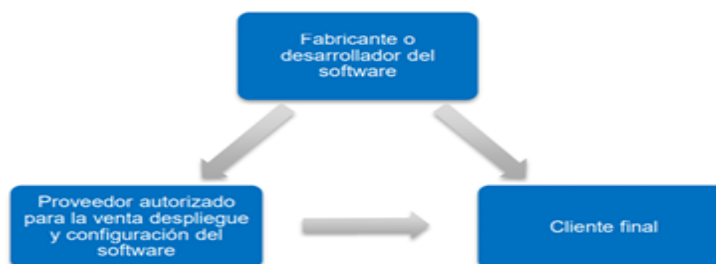 Fabricante o
desarrollador del
software
Proveedor autorizado
para la venta despliegue
y configuración del
software
Cliente final